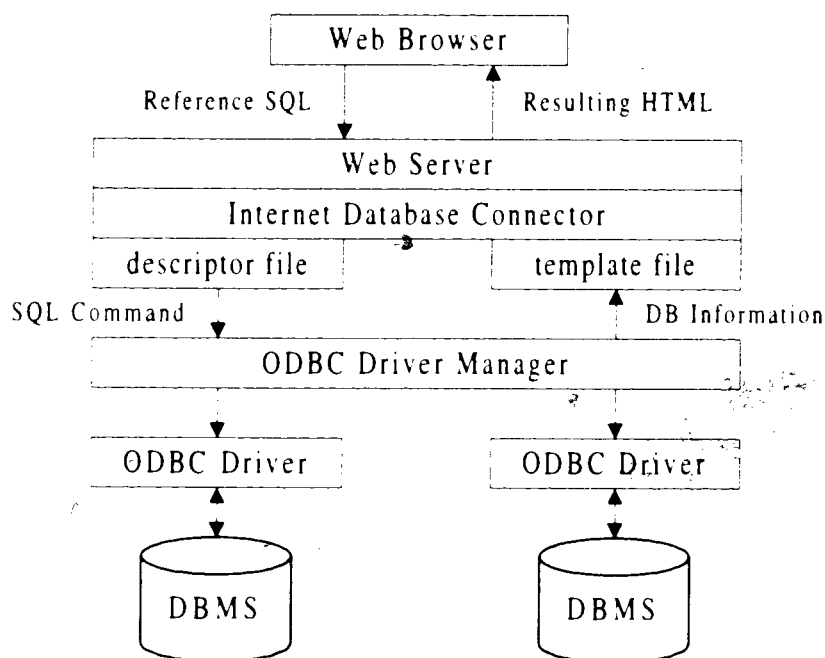 Web Browser
Reference SQL
Resulting HTML
Web Server
Internet Database Connector
descriptor file
template file
SQL Command
DB Information
ODBC Driver Manager
ODBC Driver
ODBC Driver
DBMS
DBMS